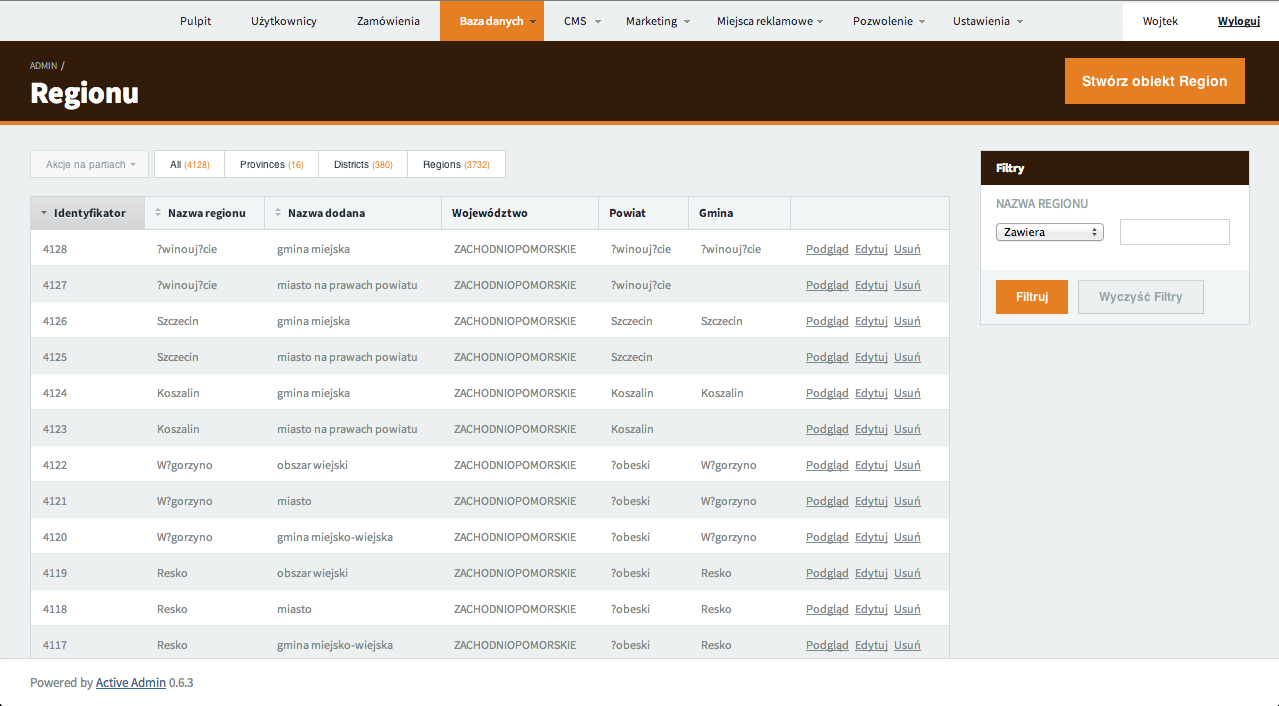 Pulpit Użytkownicy Zamówienia Baza danych CMS Marketing Miejsca reklamowe Pozwolenie Ustawienia Wojtek Wyloguj
ADMIN /
Regionu
Stwórz obiekt Region
Akcje na partiach All (4128) Provinces (16) Districts (380) Regions (3732)
Identyfikator Nazwa regionu Nazwa dodana Województwo Powiat Gmina
4128 ?winouj?cie gmina miejska ZACHODNIOPOMORSKIE ?winouj?cie ?winouj?cie Podgląd Edytuj Usuń
4127 ?winouj?cie miasto na prawach powiatu ZACHODNIOPOMORSKIE ?winouj?cie Podgląd Edytuj Usuń
4126 Szczecin gmina miejska ZACHODNIOPOMORSKIE Szczecin Szczecin Podgląd Edytuj Usuń
4125 Szczecin miasto na prawach powiatu ZACHODNIOPOMORSKIE Szczecin Podgląd Edytuj Usuń
4124 Koszalin gmina miejska ZACHODNIOPOMORSKIE Koszalin Koszalin Podgląd Edytuj Usuń
4123 Koszalin miasto na prawach powiatu ZACHODNIOPOMORSKIE Koszalin Podgląd Edytuj Usuń
4122 W?gorzyno obszar wiejski ZACHODNIOPOMORSKIE ?obeski W?gorzyno Podgląd Edytuj Usuń
4121 W?gorzyno miasto ZACHODNIOPOMORSKIE ?obeski W?gorzyno Podgląd Edytuj Usuń
4120 W?gorzyno gmina miejsko-wiejska ZACHODNIOPOMORSKIE ?obeski W?gorzyno Podgląd Edytuj Usuń
4119 Resko obszar wiejski ZACHODNIOPOMORSKIE ?obeski Resko Podgląd Edytuj Usuń
4118 Resko miasto ZACHODNIOPOMORSKIE ?obeski Resko Podgląd Edytuj Usuń
4117 Resko gmina miejsko-wiejska ZACHODNIOPOMORSKIE ?obeski Resko Podgląd Edytuj Usuń
Filtry
NAZWA REGIONU
Zawiera
Filtruj Wyczyść Filtry
Powered by Active Admin 0.6.3